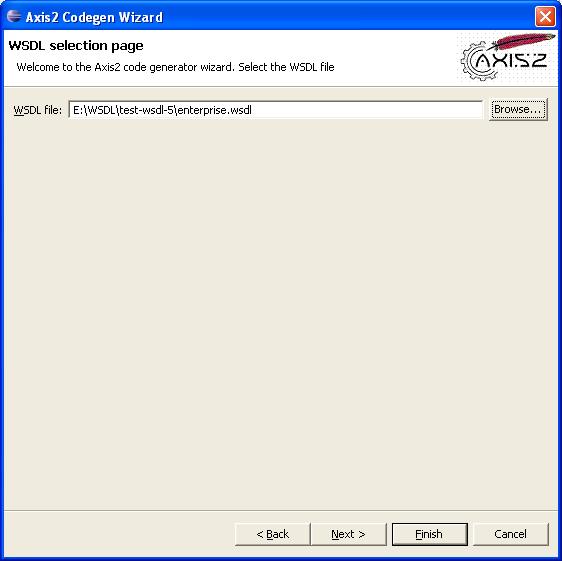 Axis2 Codegen Wizard
WSDL selection page
Welcome to the Axis2 code generator wizard. Select the WSDL file
AXIS2
WSDL file: E:\WSDL\test-wsdl-5\enterprise.wsdl Browse...
< Back Next > Finish Cancel